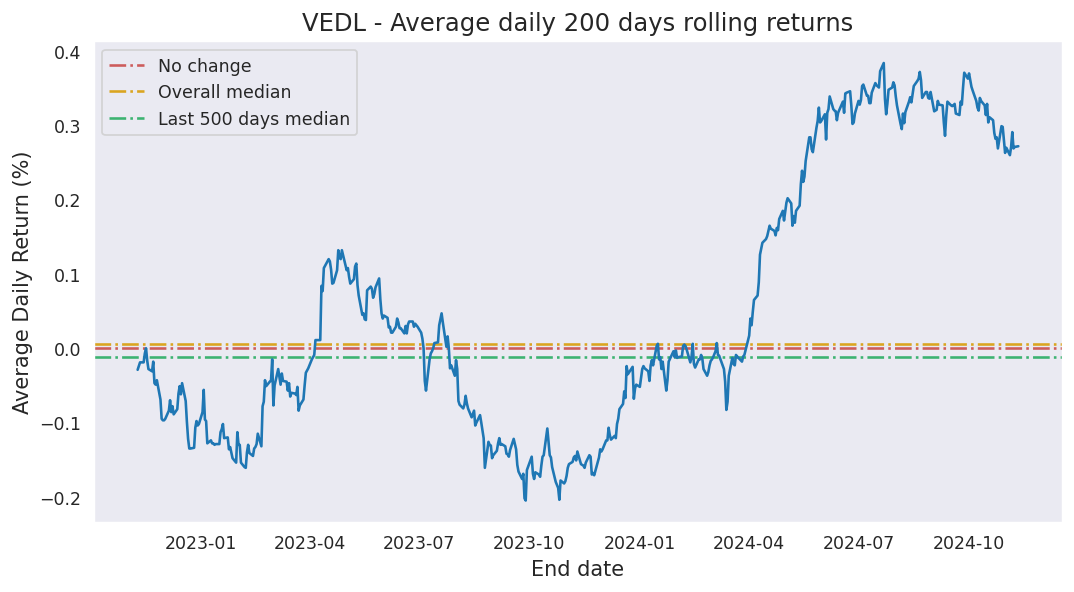 VEDL - Average daily 200 days rolling returns
No change
Overall median
Last 500 days median
Average Daily Return (%)
0.4
0.3
0.2
0.1
0.0
−0.1
−0.2
2023-01 2023-04 2023-07 2023-10 2024-01 2024-04 2024-07 2024-10
End date